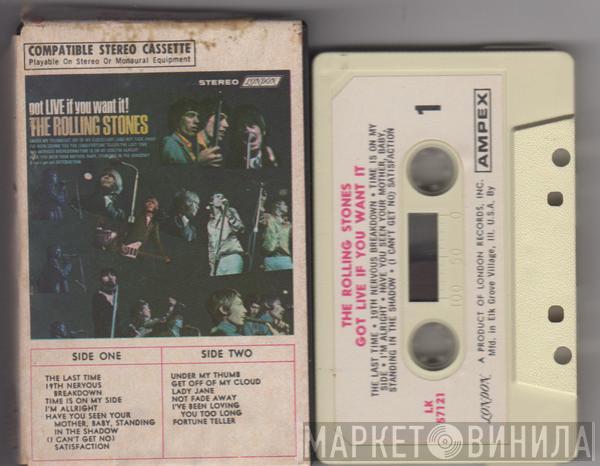 COMPATIBLE STEREO CASSETTE
Playable On Stereo Or Monaural Equipment
STEREO LONDON
got LIVE if you want it!
THE ROLLING STONES
SIDE ONE
THE LAST TIME
19TH NERVOUS
BREAKDOWN
TIME IS ON MY SIDE
I'M ALLRIGHT
HAVE YOU SEEN YOUR
MOTHER, BABY, STANDING
IN THE SHADOW
(I CAN'T GET NO)
SATISFACTION
SIDE TWO
UNDER MY THUMB
GET OFF OF MY CLOUD
LADY JANE
NOT FADE AWAY
I'VE BEEN LOVING
YOU TOO LONG
FORTUNE TELLER
THE ROLLING STONES
GOT LIVE IF YOU WANT IT
THE LAST TIME • 19TH NERVOUS BREAKDOWN • TIME IS ON MY
SIDE • I'M ALRIGHT • HAVE YOU SEEN YOUR MOTHER, BABY,
STANDING IN THE SHADOW • (I CAN'T GET NO) SATISFACTION
1
AMPEX
100 50 0
LK
57121
LONDON
A PRODUCT OF LONDON RECORDS, INC.
Mfd. in Elk Grove Village, Ill. U.S.A. By
МАРКЕТ ВИНИЛА